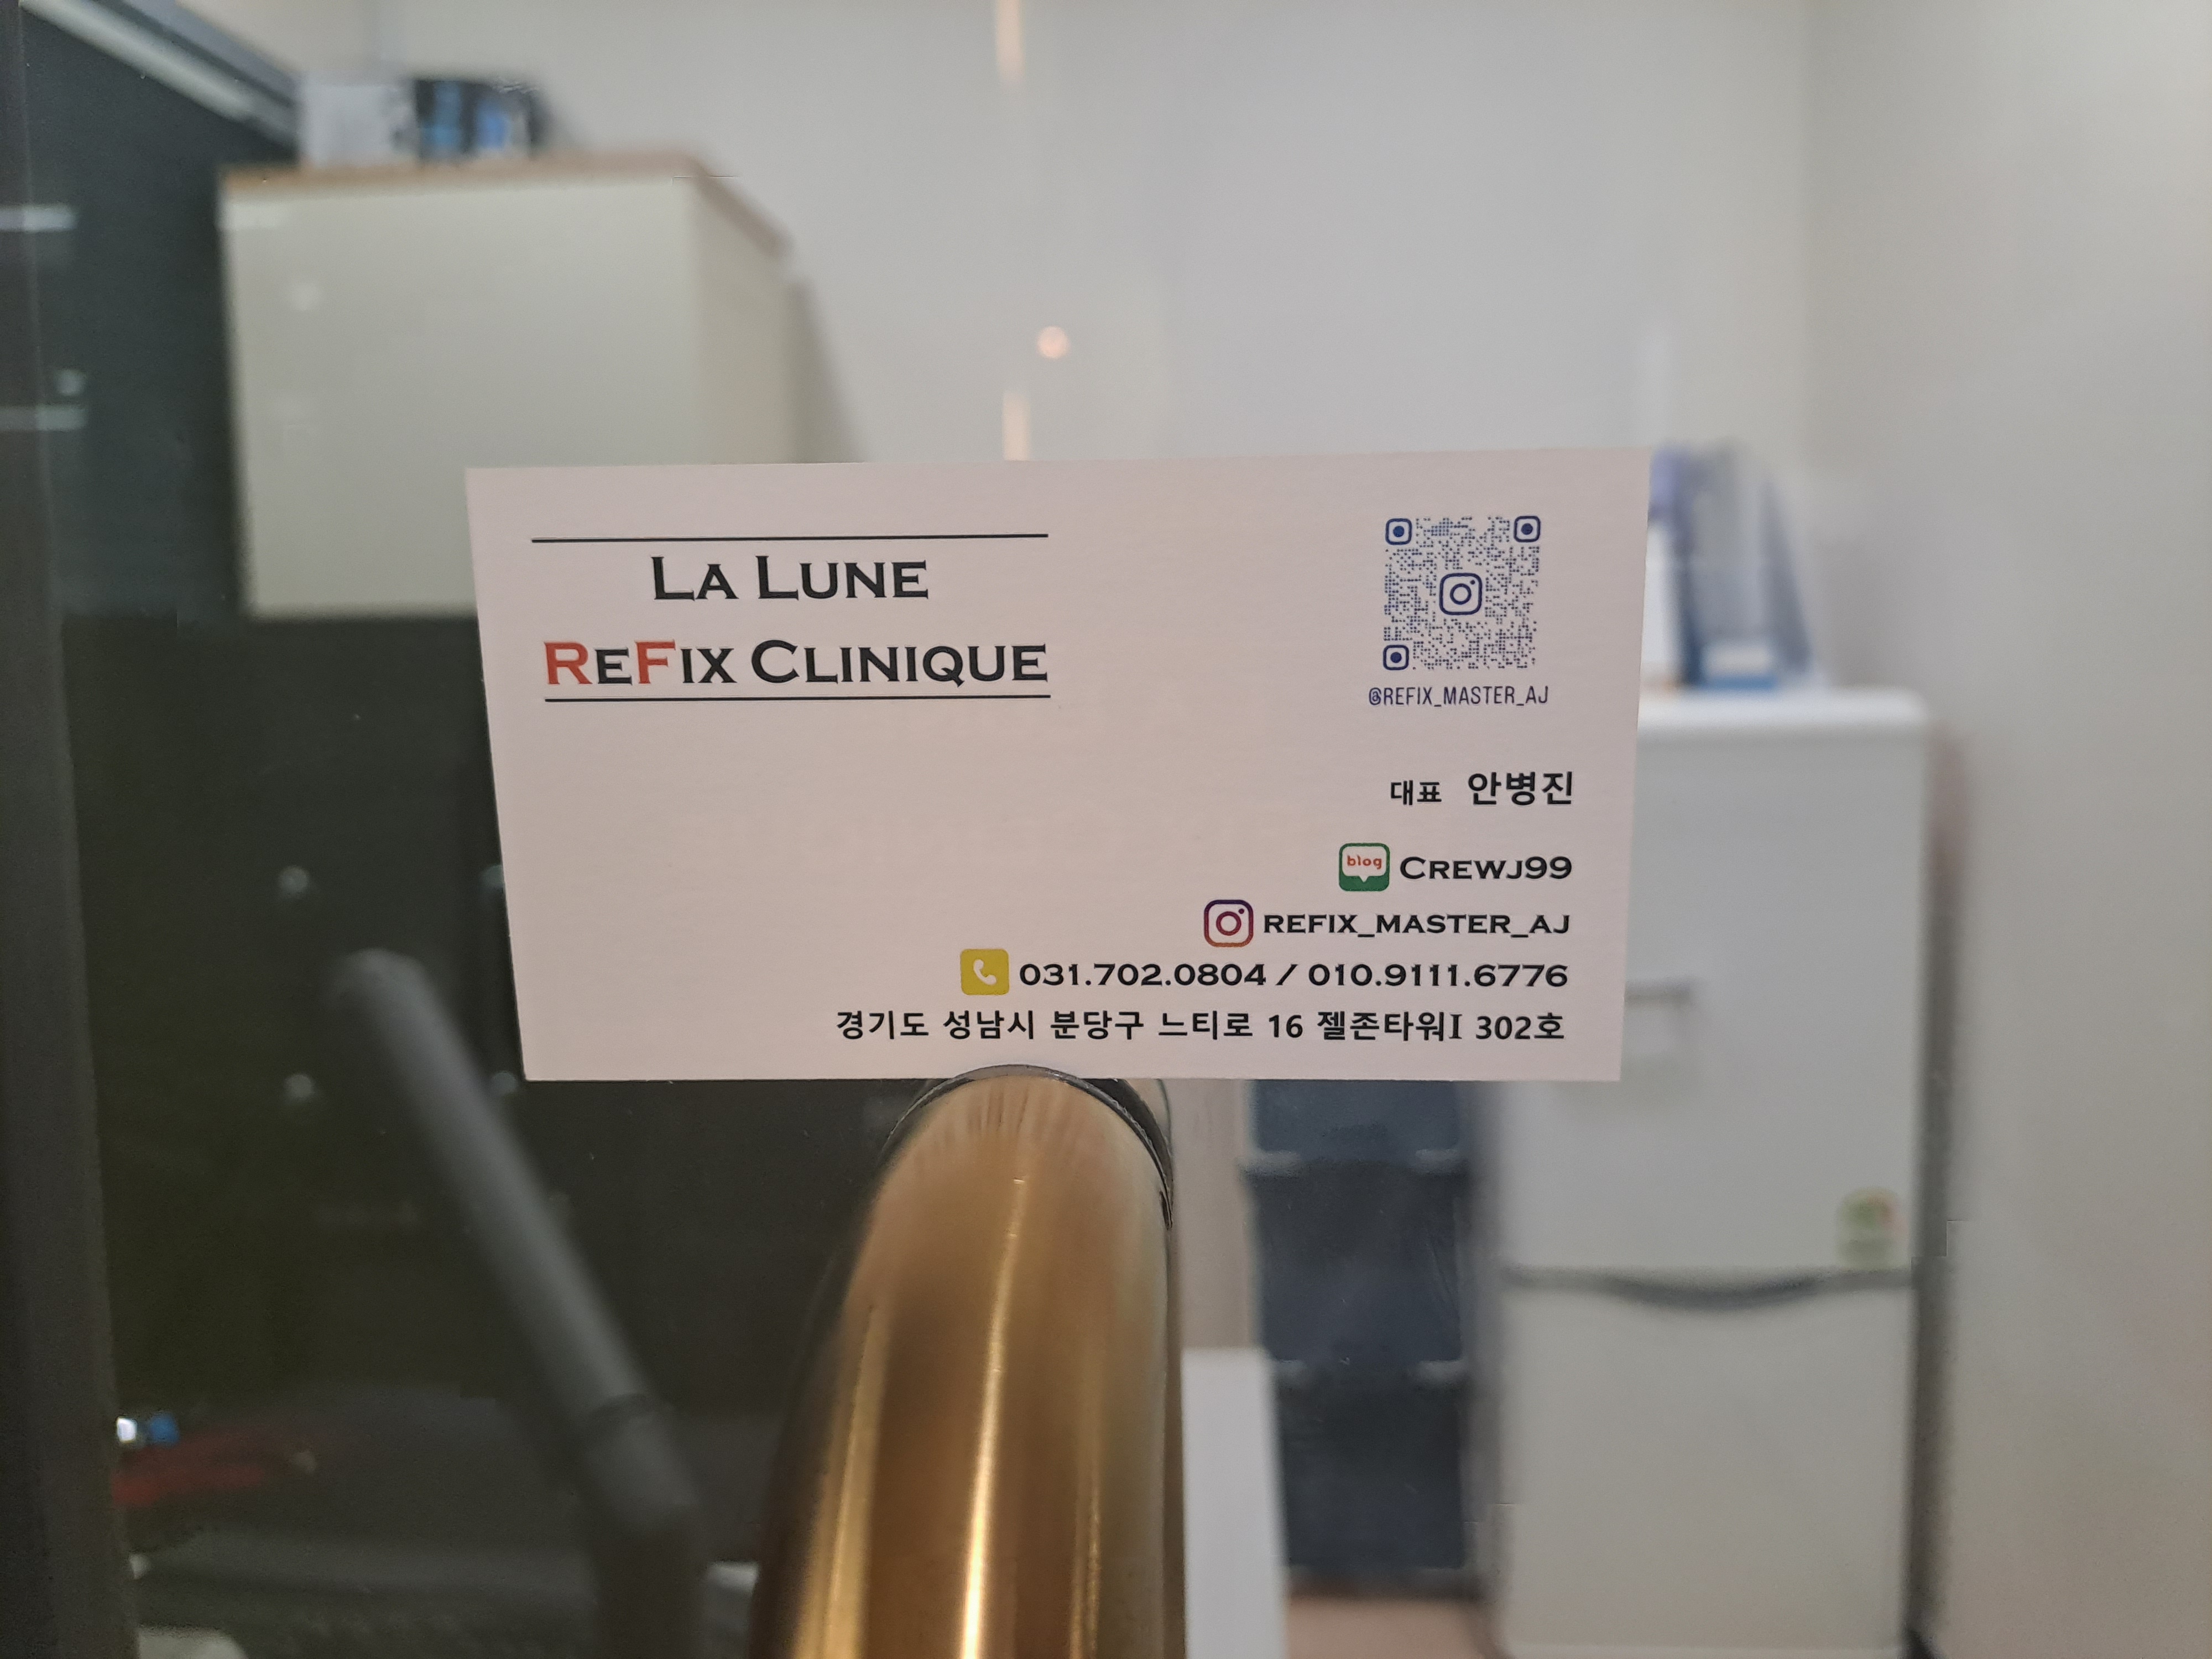 LA LUNE
REFIX CLINIQUE
@REFIX_MASTER_AJ
대표 안병진
blog CREWJ99
REFIX_MASTER_AJ
031.702.0804 / 010.9111.6776
경기도 성남시 분당구 느티로 16 젤존타워I 302호